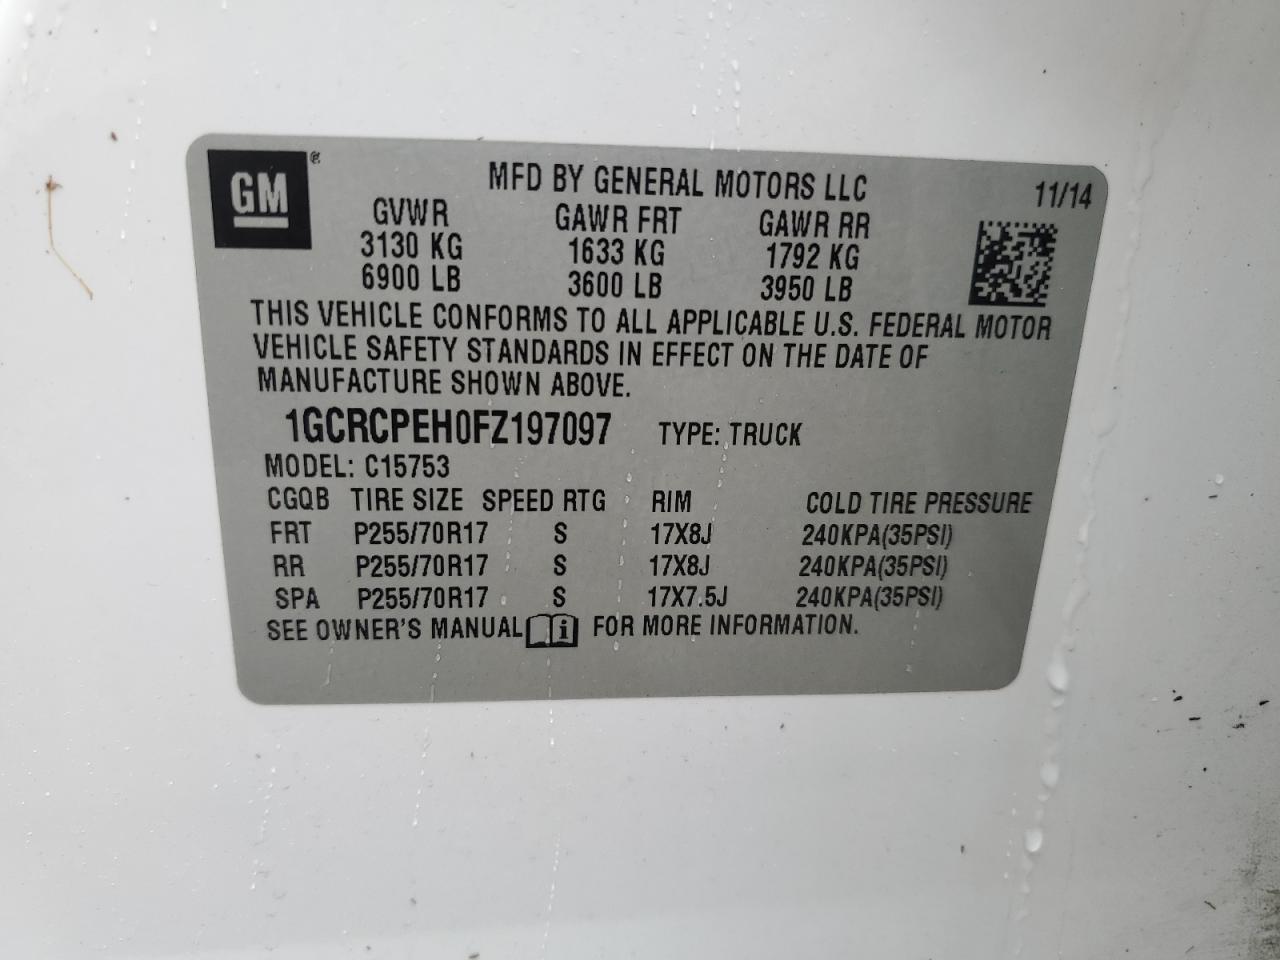 GM ®
MFD BY GENERAL MOTORS LLC 11/14
GVWR GAWR FRT GAWR RR
3130 KG 1633 KG 1792 KG
6900 LB 3600 LB 3950 LB
THIS VEHICLE CONFORMS TO ALL APPLICABLE U.S. FEDERAL MOTOR
VEHICLE SAFETY STANDARDS IN EFFECT ON THE DATE OF
MANUFACTURE SHOWN ABOVE.
1GCRCPEH0FZ197097 TYPE: TRUCK
MODEL: C15753
CGQB TIRE SIZE SPEED RTG RIM COLD TIRE PRESSURE
FRT P255/70R17 S 17X8J 240KPA(35PSI)
RR P255/70R17 S 17X8J 240KPA(35PSI)
SPA P255/70R17 S 17X7.5J 240KPA(35PSI)
SEE OWNER'S MANUAL i FOR MORE INFORMATION.